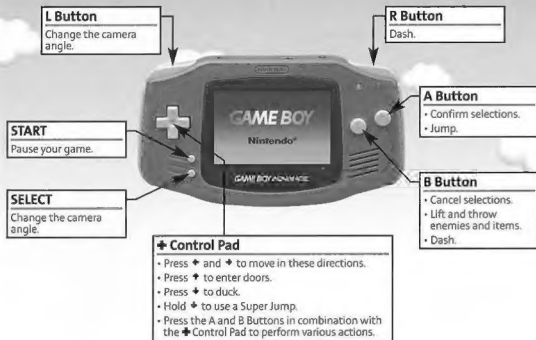 L Button
Change the camera
angle.
R Button
Dash.
START
Pause your game.
SELECT
Change the camera
angle.
Nintendo
GAME BOY
Nintendo®
GAME BOY ADVANCE
A Button
• Confirm selections.
• Jump.
B Button
• Cancel selections.
• Lift and throw
enemies and items.
• Dash.
✚ Control Pad
• Press ← and → to move in these directions.
• Press ↑ to enter doors.
• Press ↓ to duck.
• Hold ↓ to use a Super Jump.
• Press the A and B Buttons in combination with
the ✚ Control Pad to perform various actions.